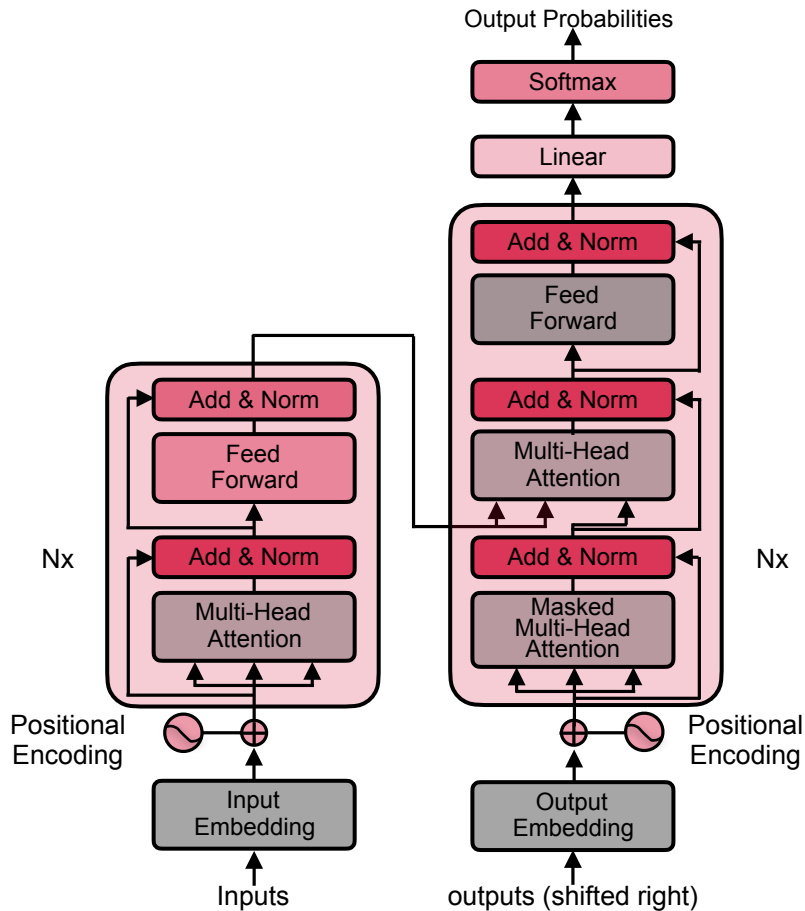 Output Probabilities
Softmax
Linear
Add & Norm
Feed
Forward
Add & Norm
Multi-Head
Attention
Add & Norm
Masked
Multi-Head
Attention
Nx
Positional
Encoding
Output
Embedding
outputs (shifted right)
Add & Norm
Feed
Forward
Add & Norm
Multi-Head
Attention
Nx
Positional
Encoding
Input
Embedding
Inputs